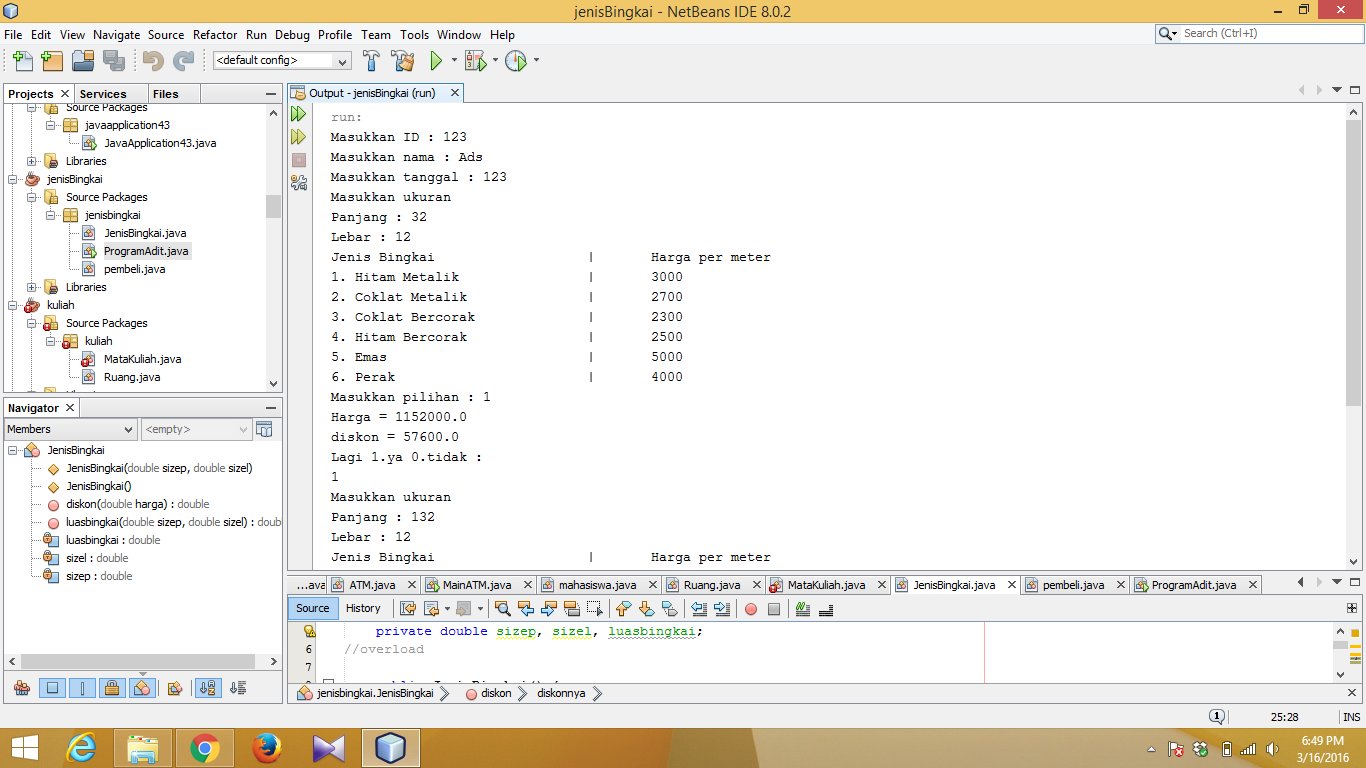 jenisBingkai - NetBeans IDE 8.0.2
File Edit View Navigate Source Refactor Run Debug Profile Team Tools Window Help
Search (Ctrl+I)
<default config>
Projects Services Files
Source Packages
javaapplication43
JavaApplication43.java
Libraries
jenisBingkai
Source Packages
jenisbingkai
JenisBingkai.java
ProgramAdit.java
pembeli.java
Libraries
kuliah
Source Packages
kuliah
MataKuliah.java
Ruang.java
Navigator
Members <empty>
JenisBingkai
JenisBingkai(double sizep, double sizel)
JenisBingkai()
diskon(double harga) : double
luasbingkai(double sizep, double sizel) : doub
luasbingkai : double
sizel : double
sizep : double
Output - jenisBingkai (run)
run:
Masukkan ID : 123
Masukkan nama : Ads
Masukkan tanggal : 123
Masukkan ukuran
Panjang : 32
Lebar : 12
Jenis Bingkai | Harga per meter
1. Hitam Metalik | 3000
2. Coklat Metalik | 2700
3. Coklat Bercorak | 2300
4. Hitam Bercorak | 2500
5. Emas | 5000
6. Perak | 4000
Masukkan pilihan : 1
Harga = 1152000.0
diskon = 57600.0
Lagi 1.ya 0.tidak :
1
Masukkan ukuran
Panjang : 132
Lebar : 12
Jenis Bingkai | Harga per meter
...ava ATM.java MainATM.java mahasiswa.java Ruang.java MataKuliah.java JenisBingkai.java pembeli.java ProgramAdit.java
Source History
private double sizep, sizel, luasbingkai;
6 //overload
7
jenisbingkai.JenisBingkai diskon diskonnya
1 25:28 INS
6:49 PM
3/16/2016